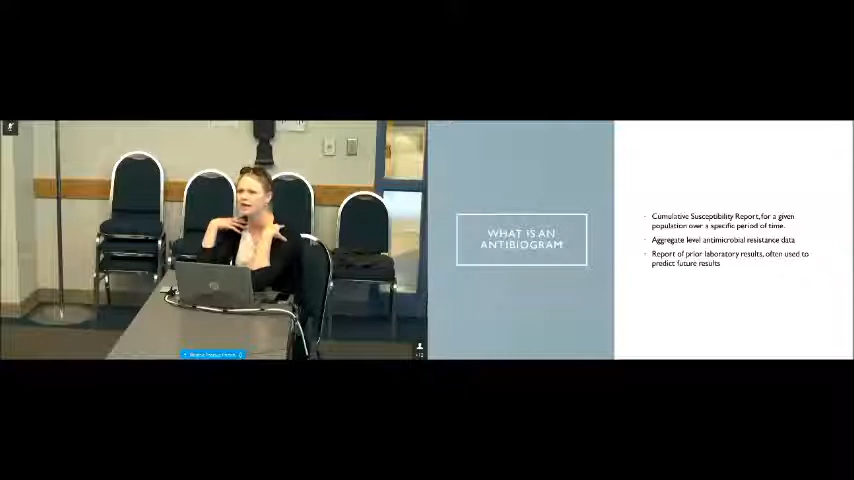 WHAT IS AN
ANTIBIOGRAM
· Cumulative Susceptibility Report, for a given
population over a specific period of time.
· Aggregate level antimicrobial resistance data
· Report of prior laboratory results, often used to
predict future results